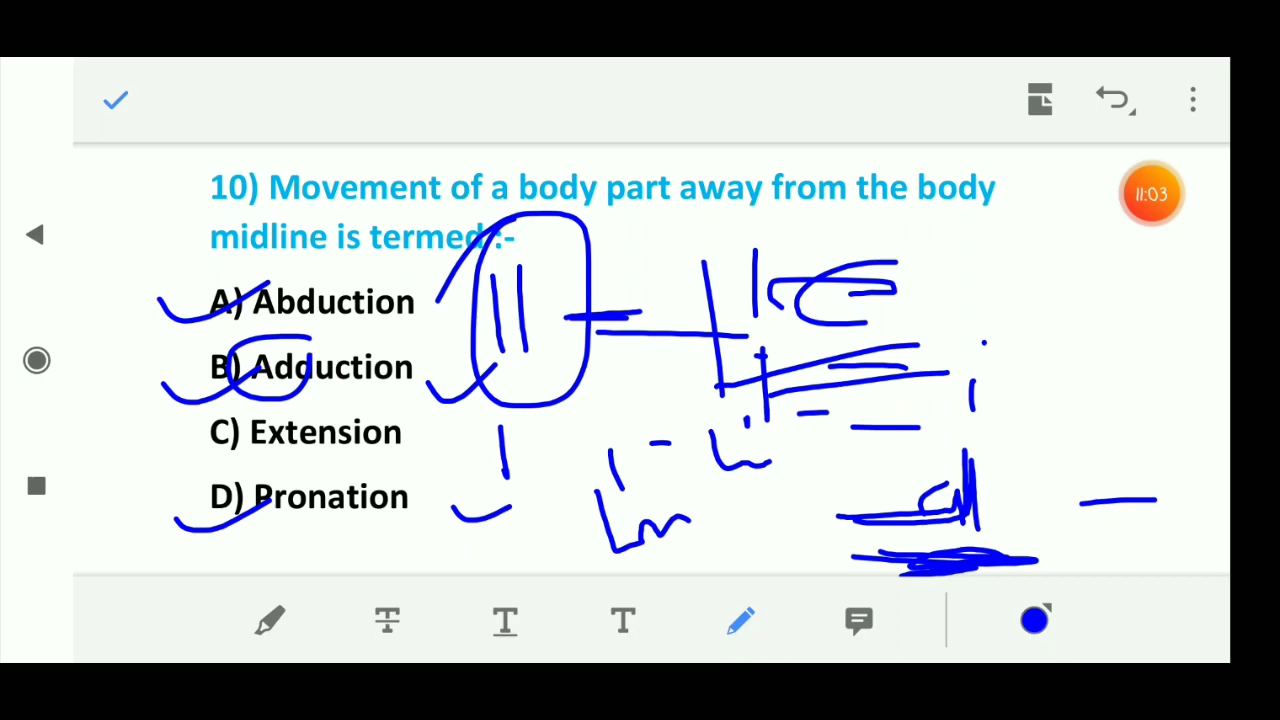 10) Movement of a body part away from the body
midline is termed :-
11:03
A) Abduction
B) Adduction
C) Extension
D) Pronation